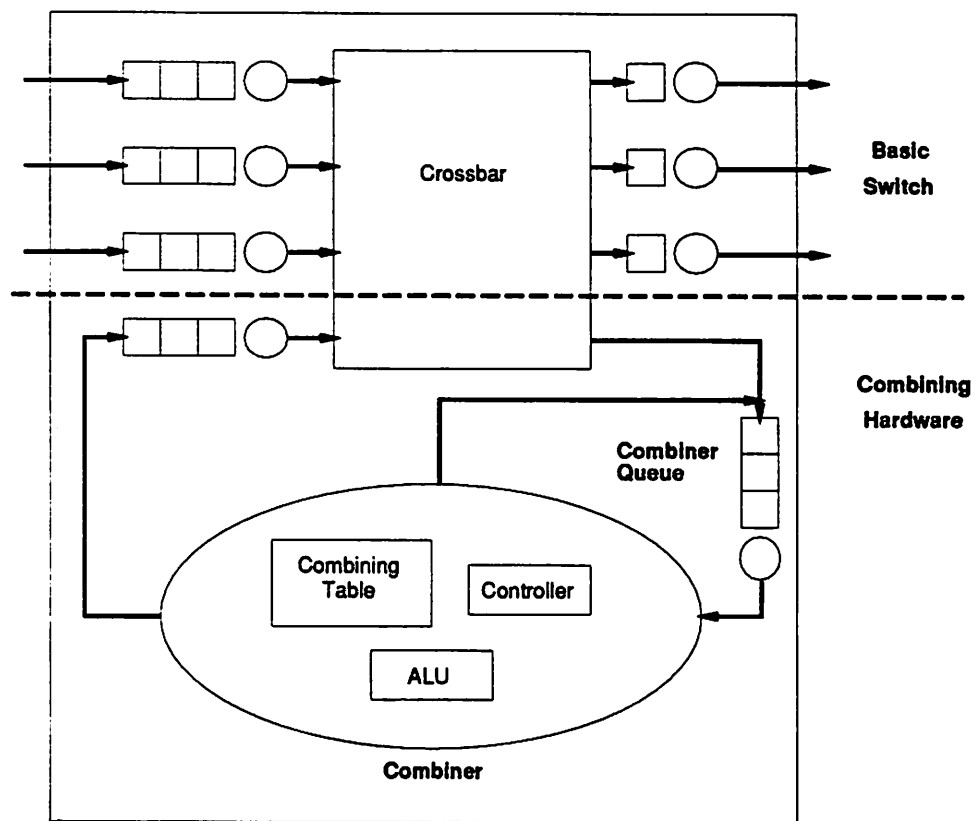 Crossbar
Basic
Switch
Combining
Hardware
Combiner
Queue
Combining
Table
Controller
ALU
Combiner